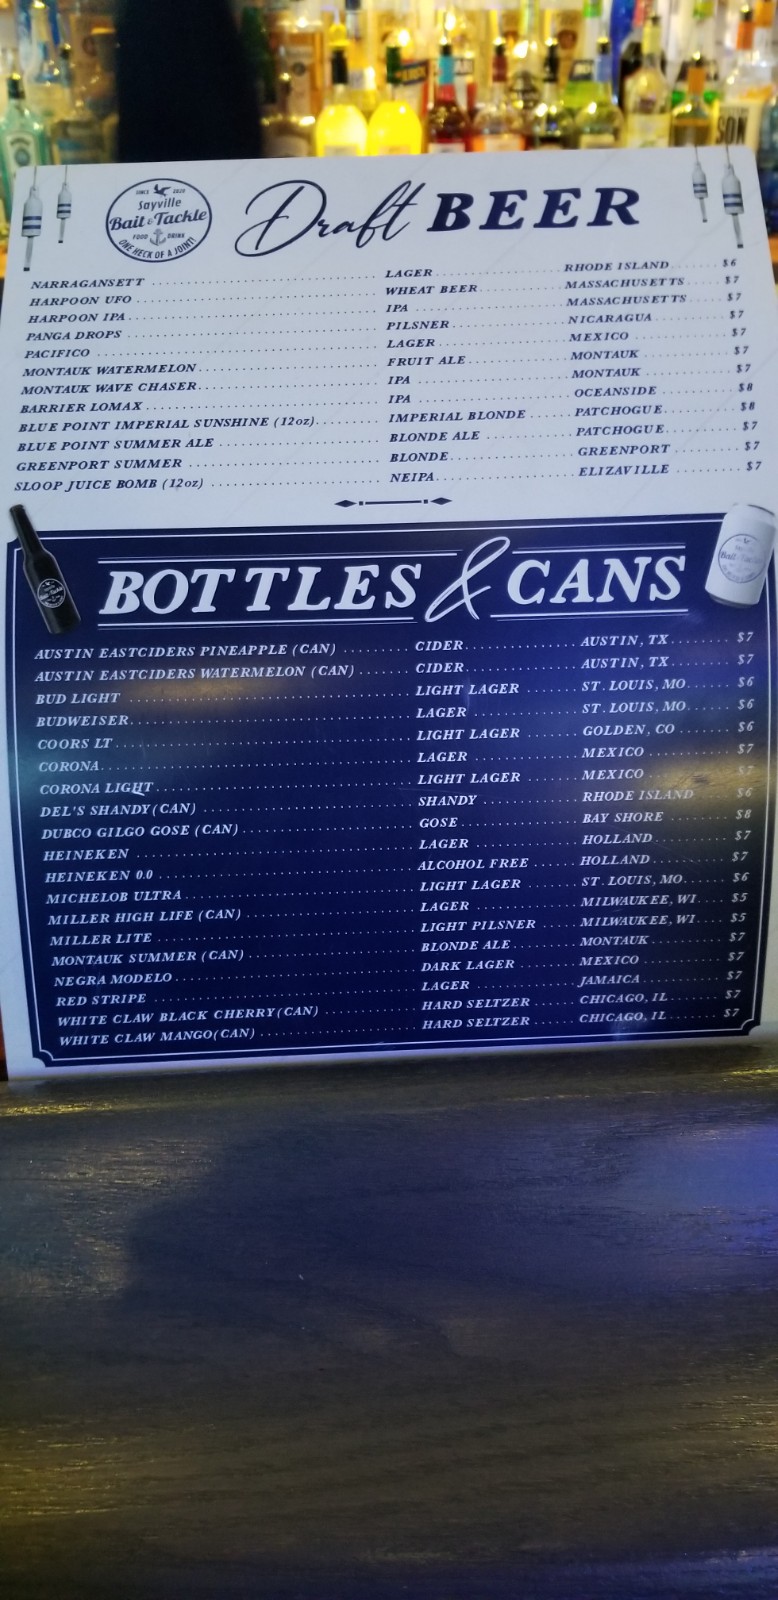 SON
SINCE 2020
Sayville
Bait & Tackle
FOOD DRINK
ONE HECK OF A JOINT!
Draft BEER
NARRAGANSETT LAGER RHODE ISLAND $6
HARPOON UFO WHEAT BEER MASSACHUSETTS $7
HARPOON IPA IPA MASSACHUSETTS $7
PANGA DROPS PILSNER NICARAGUA $7
PACIFICO LAGER MEXICO $7
MONTAUK WATERMELON FRUIT ALE MONTAUK $7
MONTAUK WAVE CHASER IPA MONTAUK $7
BARRIER LOMAX IPA OCEANSIDE $8
BLUE POINT IMPERIAL SUNSHINE (12oz) IMPERIAL BLONDE PATCHOGUE $8
BLUE POINT SUMMER ALE BLONDE ALE PATCHOGUE $7
GREENPORT SUMMER BLONDE GREENPORT $7
SLOOP JUICE BOMB (12oz) NEIPA ELIZAVILLE $7
BOTTLES & CANS
AUSTIN EASTCIDERS PINEAPPLE (CAN) CIDER AUSTIN, TX $7
AUSTIN EASTCIDERS WATERMELON (CAN) CIDER AUSTIN, TX $7
BUD LIGHT LIGHT LAGER ST. LOUIS, MO $6
BUDWEISER LAGER ST. LOUIS, MO $6
COORS LT LIGHT LAGER GOLDEN, CO $6
CORONA LAGER MEXICO $7
CORONA LIGHT LIGHT LAGER MEXICO $7
DEL'S SHANDY (CAN) SHANDY RHODE ISLAND $6
DUBCO GILGO GOSE (CAN) GOSE BAY SHORE $8
HEINEKEN LAGER HOLLAND $7
HEINEKEN 0.0 ALCOHOL FREE HOLLAND $7
MICHELOB ULTRA LIGHT LAGER ST. LOUIS, MO $6
MILLER HIGH LIFE (CAN) LAGER MILWAUKEE, WI $5
MILLER LITE LIGHT PILSNER MILWAUKEE, WI $5
MONTAUK SUMMER (CAN) BLONDE ALE MONTAUK $7
NEGRA MODELO DARK LAGER MEXICO $7
RED STRIPE LAGER JAMAICA $7
WHITE CLAW BLACK CHERRY(CAN) HARD SELTZER CHICAGO, IL $7
WHITE CLAW MANGO(CAN) HARD SELTZER CHICAGO, IL $7